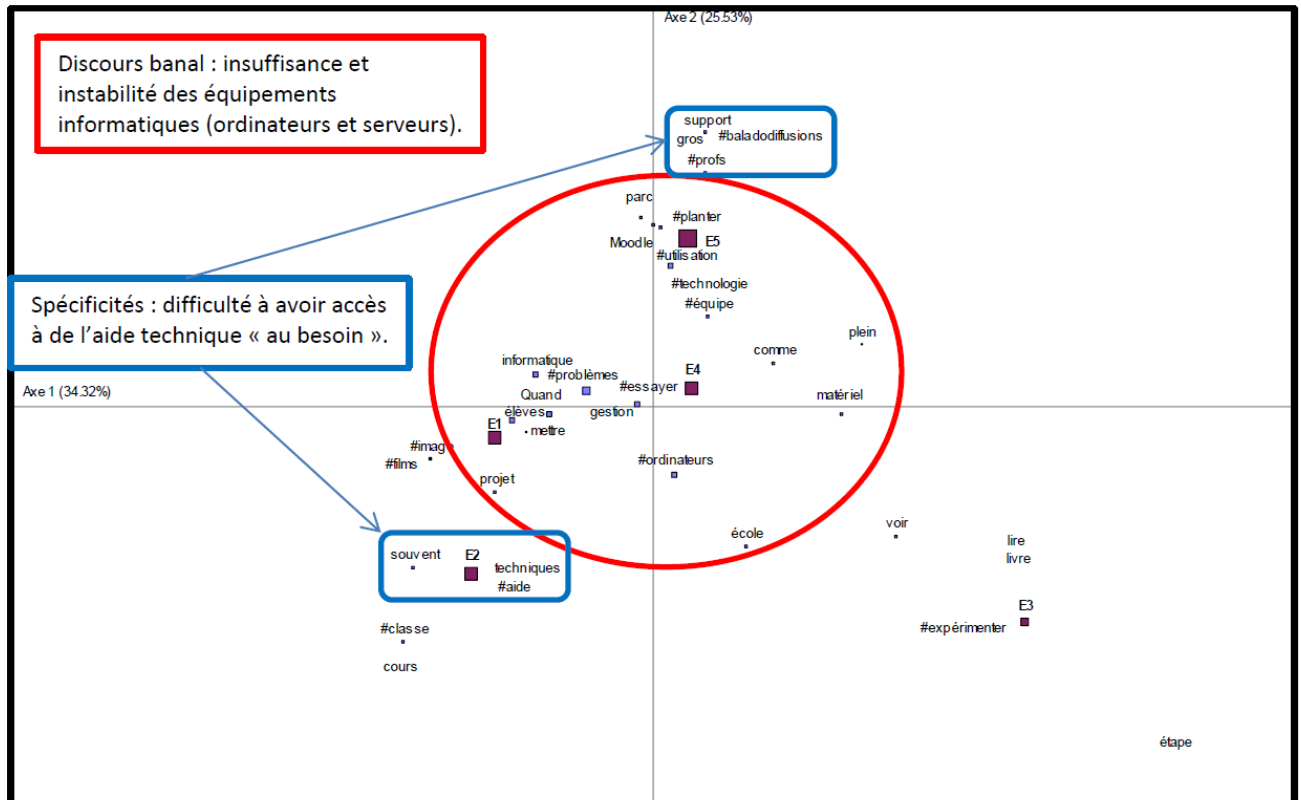 Axe 2 (25.53%)
Discours banal : insuffisance et
instabilité des équipements
informatiques (ordinateurs et serveurs).
support
gros #baladodiffusions
#profs
parc
#planter
Moodle E5
#utilisation
#technologie
#équipe
Spécificités : difficulté à avoir accès
à de l'aide technique « au besoin ».
plein
comme
informatique
#problèmes
E4
#essayer
Axe 1 (34.32%)
Quand
matériel
élèves
gestion
E1
mettre
#image
#films
#ordinateurs
projet
voir
école
lire
livre
souvent E2
techniques
#aide
E3
#expérimenter
#classe
cours
étape